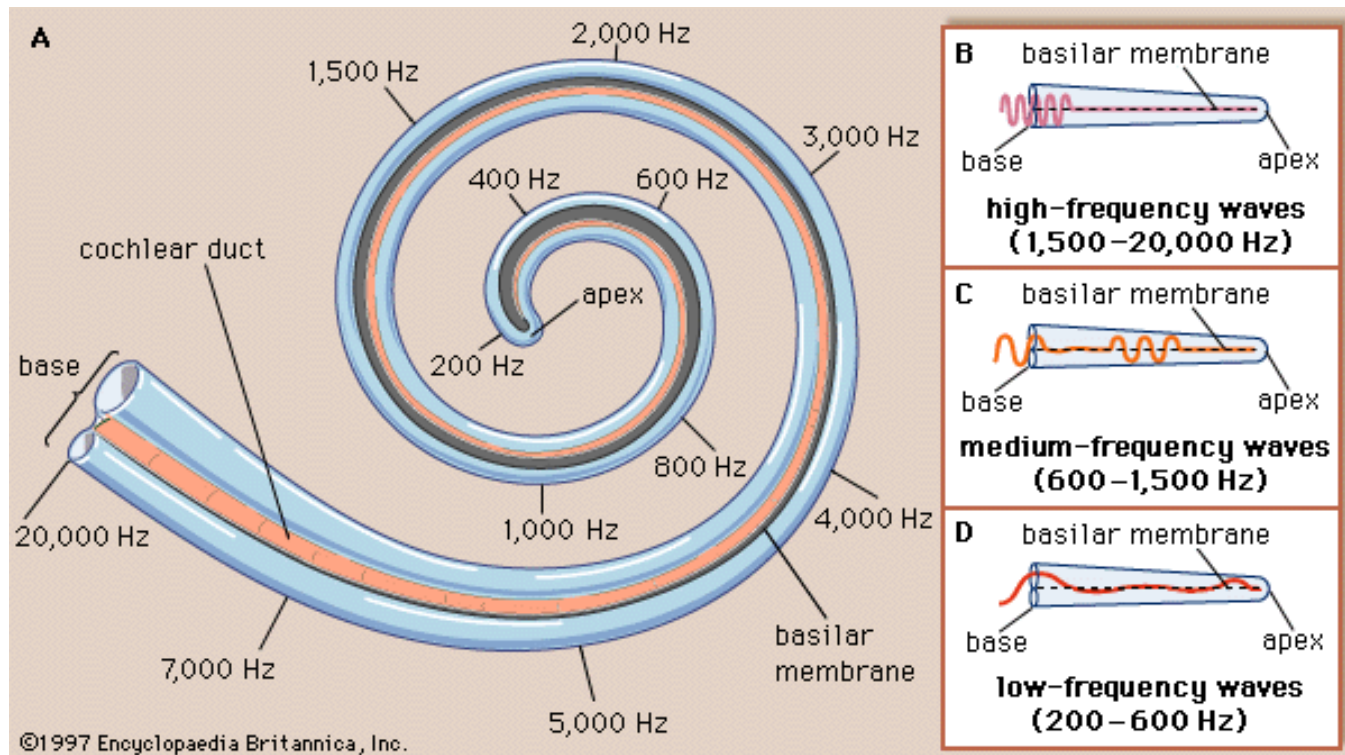 A
2,000 Hz
1,500 Hz
3,000 Hz
400 Hz
600 Hz
cochlear duct
apex
200 Hz
base
800 Hz
1,000 Hz
4,000 Hz
20,000 Hz
basilar
membrane
7,000 Hz
5,000 Hz
©1997 Encyclopaedia Britannica, Inc.
B
basilar membrane
base
apex
high-frequency waves
(1,500-20,000 Hz)
C
basilar membrane
base
apex
medium-frequency waves
(600-1,500 Hz)
D
basilar membrane
base
apex
low-frequency waves
(200-600 Hz)